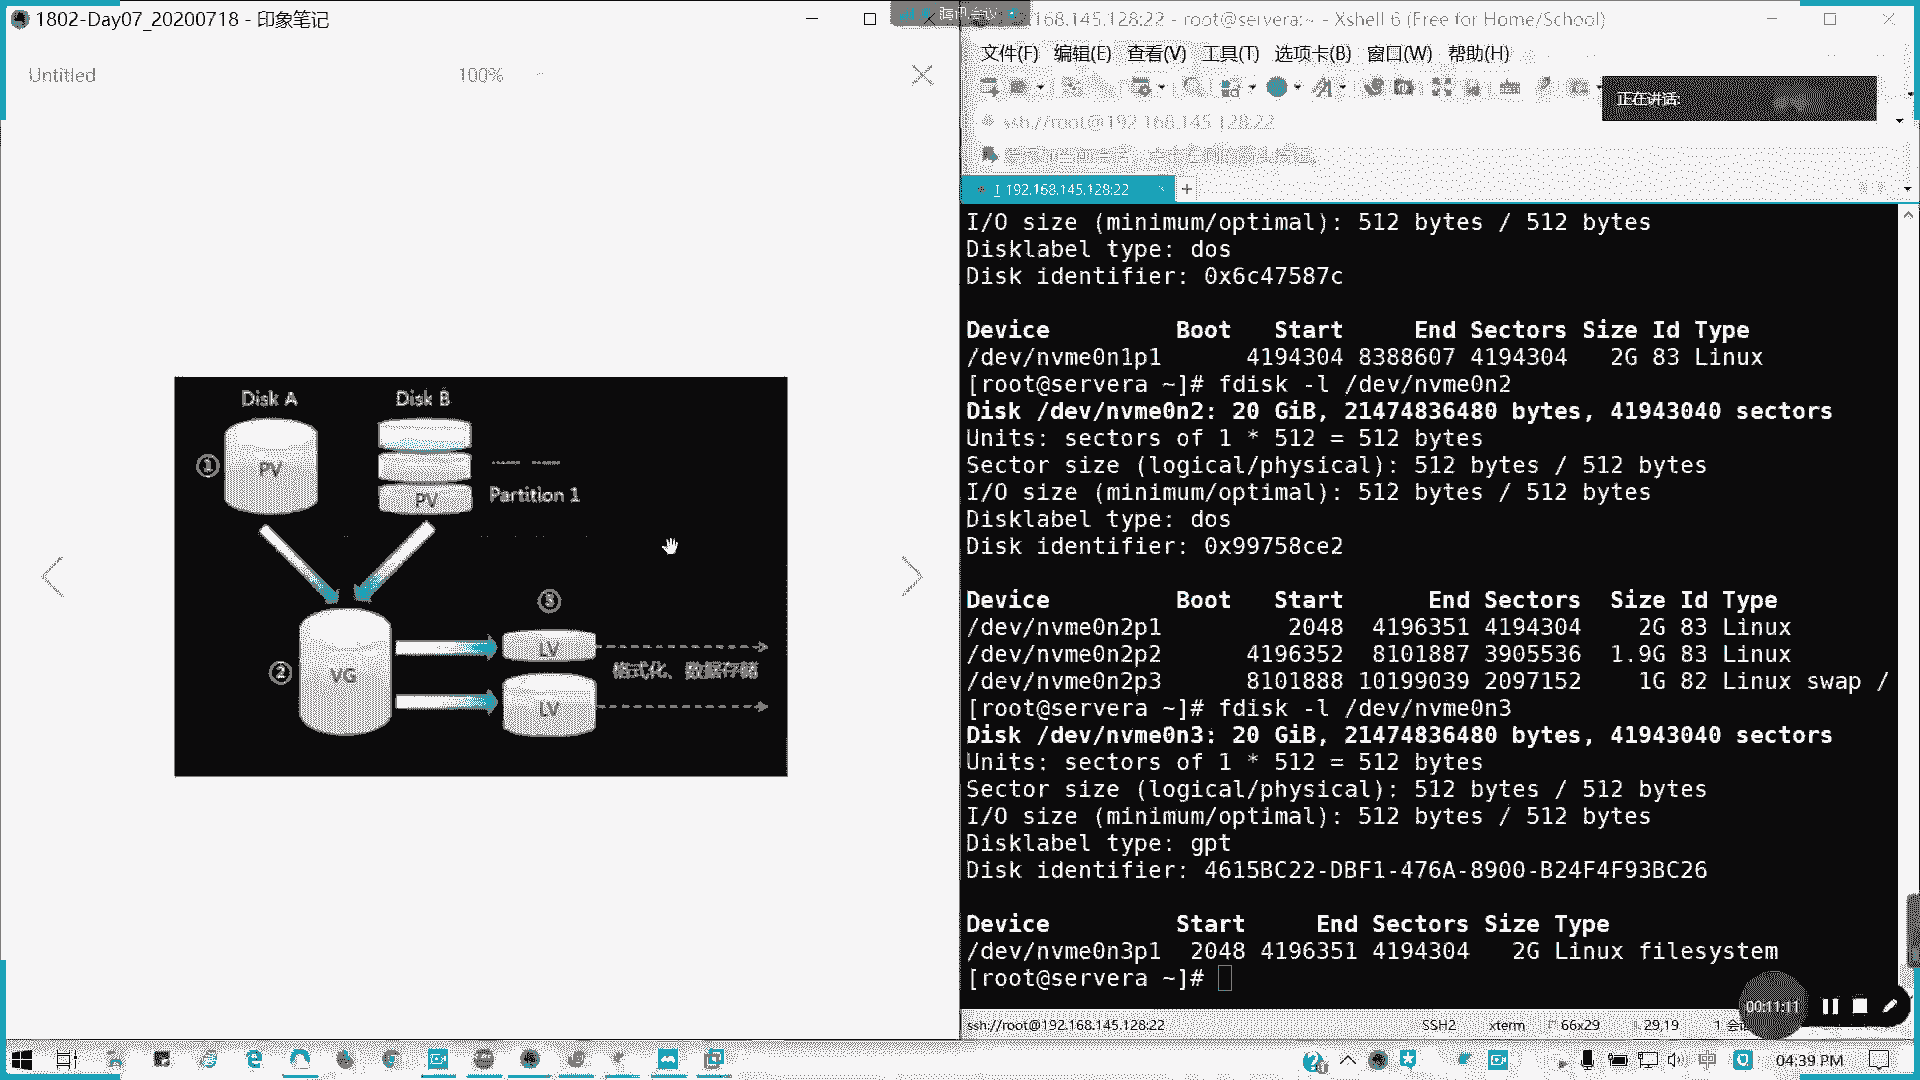 1802-Day07_20200718 - 印象笔记
Untitled
100%
Disk A
Disk B
①
PV
PV
Partition 1
②
VG
③
LV
格式化、数据存储
LV
腾讯会议
192.168.145.128:22 - root@servera:~ - Xshell 6 (Free for Home/School)
文件(F) 编辑(E) 查看(V) 工具(T) 选项卡(B) 窗口(W) 帮助(H)
正在讲话:
ssh://root@192.168.145.128:22
1 192.168.145.128:22
I/O size (minimum/optimal): 512 bytes / 512 bytes
Disklabel type: dos
Disk identifier: 0x6c47587c
Device Boot Start End Sectors Size Id Type
/dev/nvme0n1p1 4194304 8388607 4194304 2G 83 Linux
[root@servera ~]# fdisk -l /dev/nvme0n2
Disk /dev/nvme0n2: 20 GiB, 21474836480 bytes, 41943040 sectors
Units: sectors of 1 * 512 = 512 bytes
Sector size (logical/physical): 512 bytes / 512 bytes
I/O size (minimum/optimal): 512 bytes / 512 bytes
Disklabel type: dos
Disk identifier: 0x99758ce2
Device Boot Start End Sectors Size Id Type
/dev/nvme0n2p1 2048 4196351 4194304 2G 83 Linux
/dev/nvme0n2p2 4196352 8101887 3905536 1.9G 83 Linux
/dev/nvme0n2p3 8101888 10199039 2097152 1G 82 Linux swap /
[root@servera ~]# fdisk -l /dev/nvme0n3
Disk /dev/nvme0n3: 20 GiB, 21474836480 bytes, 41943040 sectors
Units: sectors of 1 * 512 = 512 bytes
Sector size (logical/physical): 512 bytes / 512 bytes
I/O size (minimum/optimal): 512 bytes / 512 bytes
Disklabel type: gpt
Disk identifier: 4615BC22-DBF1-476A-8900-B24F4F93BC26
Device Start End Sectors Size Type
/dev/nvme0n3p1 2048 4196351 4194304 2G Linux filesystem
[root@servera ~]#
00:11:11
ssh://root@192.168.145.128:22 SSH2 xterm 66x29 29,19 1
04:39 PM